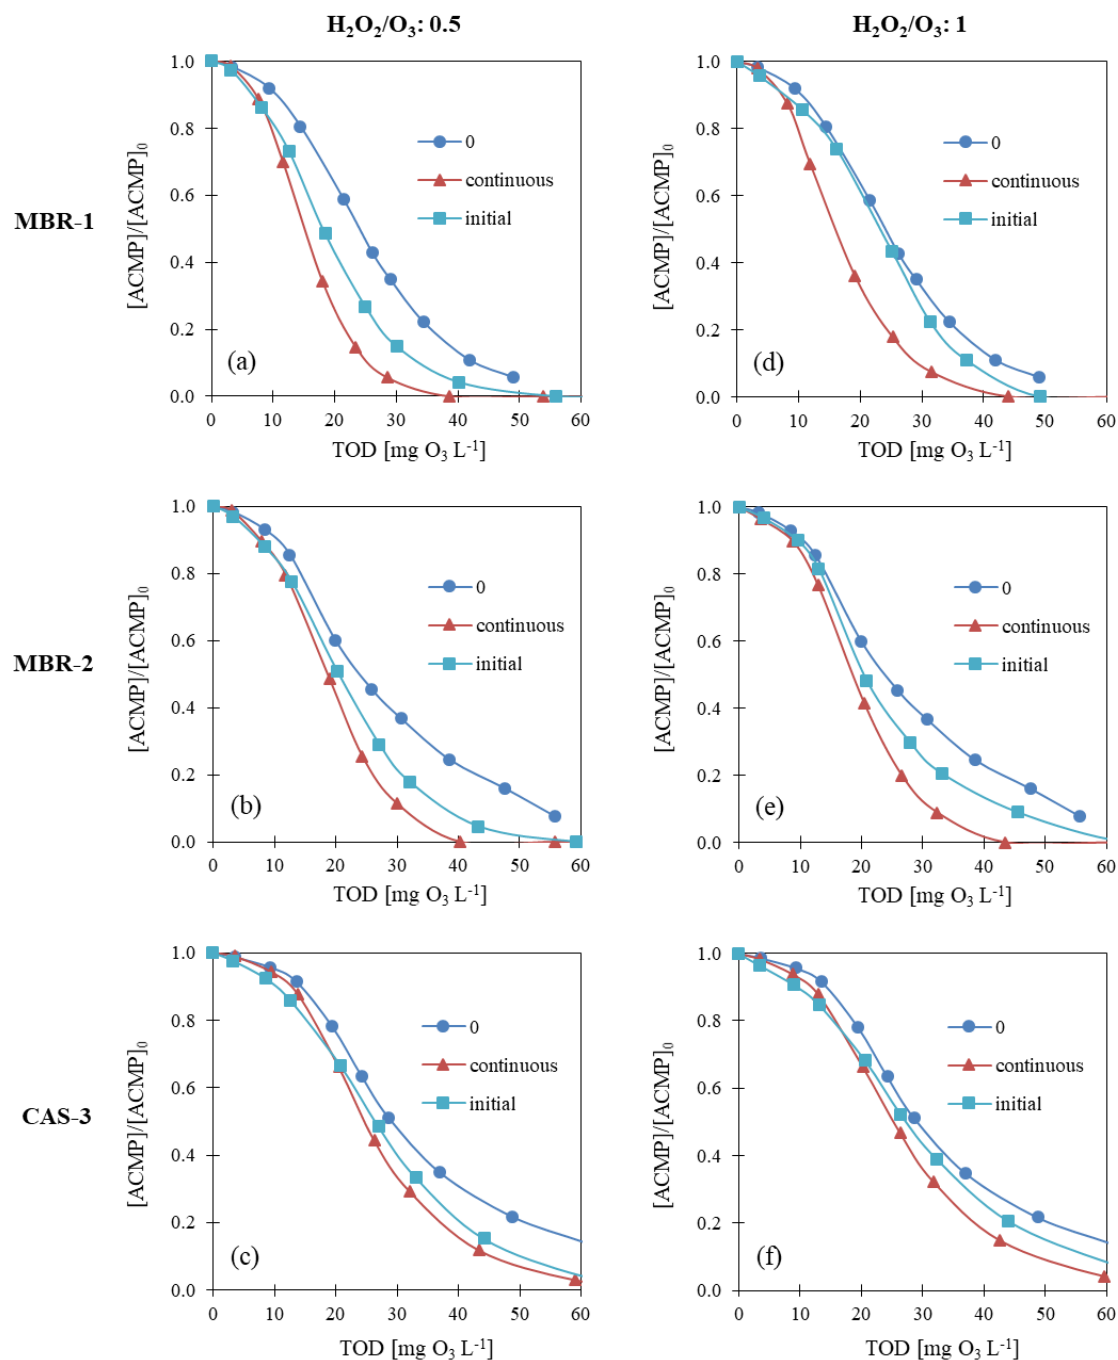 H₂O₂/O₃: 0.5
H₂O₂/O₃: 1
MBR-1
[ACMP]/[ACMP]₀
1.0
0.8
0.6
0.4
0.2
0.0
0
continuous
initial
(a)
0 10 20 30 40 50 60
TOD [mg O₃ L⁻¹]
[ACMP]/[ACMP]₀
1.0
0.8
0.6
0.4
0.2
0.0
0
continuous
initial
(d)
0 10 20 30 40 50 60
TOD [mg O₃ L⁻¹]
MBR-2
[ACMP]/[ACMP]₀
1.0
0.8
0.6
0.4
0.2
0.0
0
continuous
initial
(b)
0 10 20 30 40 50 60
TOD [mg O₃ L⁻¹]
[ACMP]/[ACMP]₀
1.0
0.8
0.6
0.4
0.2
0.0
0
continuous
initial
(e)
0 10 20 30 40 50 60
TOD [mg O₃ L⁻¹]
CAS-3
[ACMP]/[ACMP]₀
1.0
0.8
0.6
0.4
0.2
0.0
0
continuous
initial
(c)
0 10 20 30 40 50 60
TOD [mg O₃ L⁻¹]
[ACMP]/[ACMP]₀
1.0
0.8
0.6
0.4
0.2
0.0
0
continuous
initial
(f)
0 10 20 30 40 50 60
TOD [mg O₃ L⁻¹]